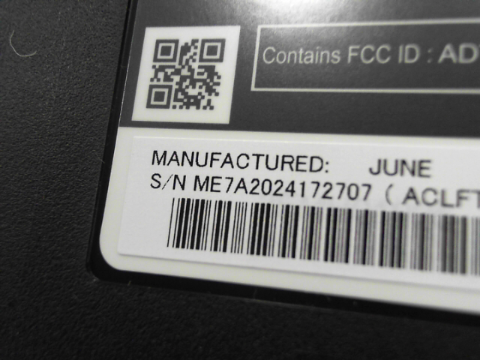 Contains FCC ID : AD
MANUFACTURED: JUNE
S/N ME7A2024172707 ( ACLFT